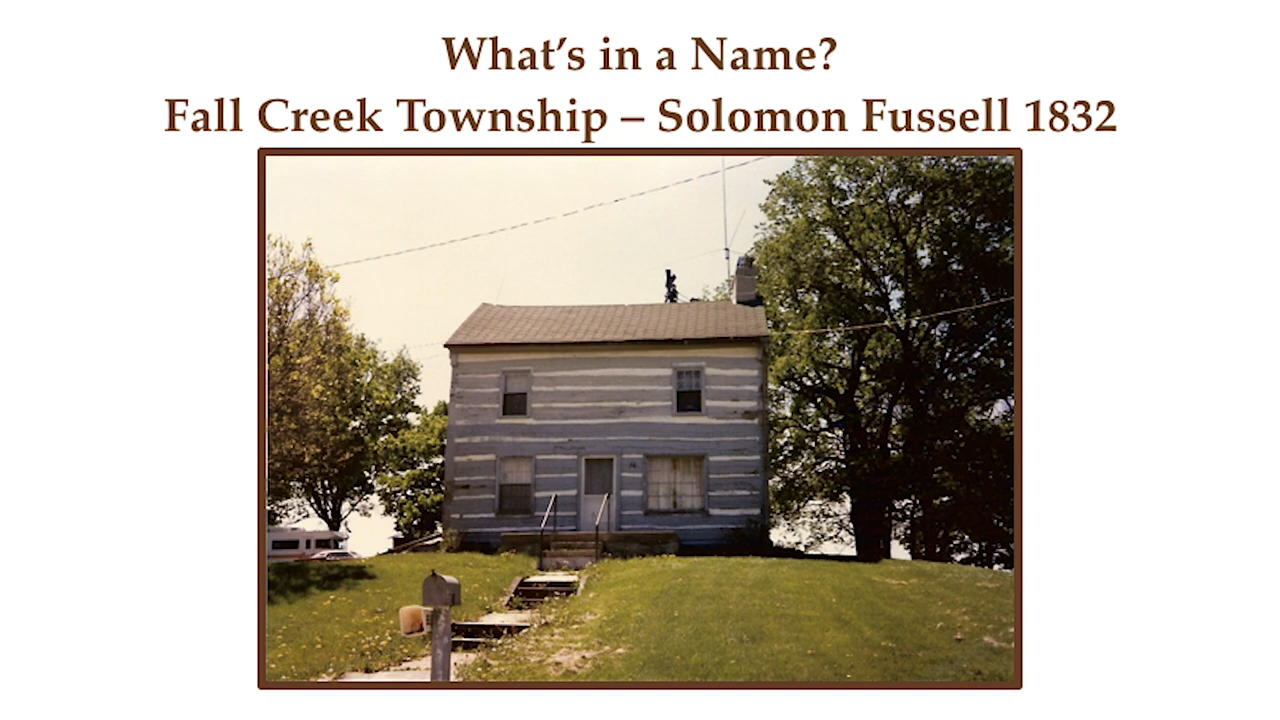 What’s in a Name?
Fall Creek Township – Solomon Fussell 1832